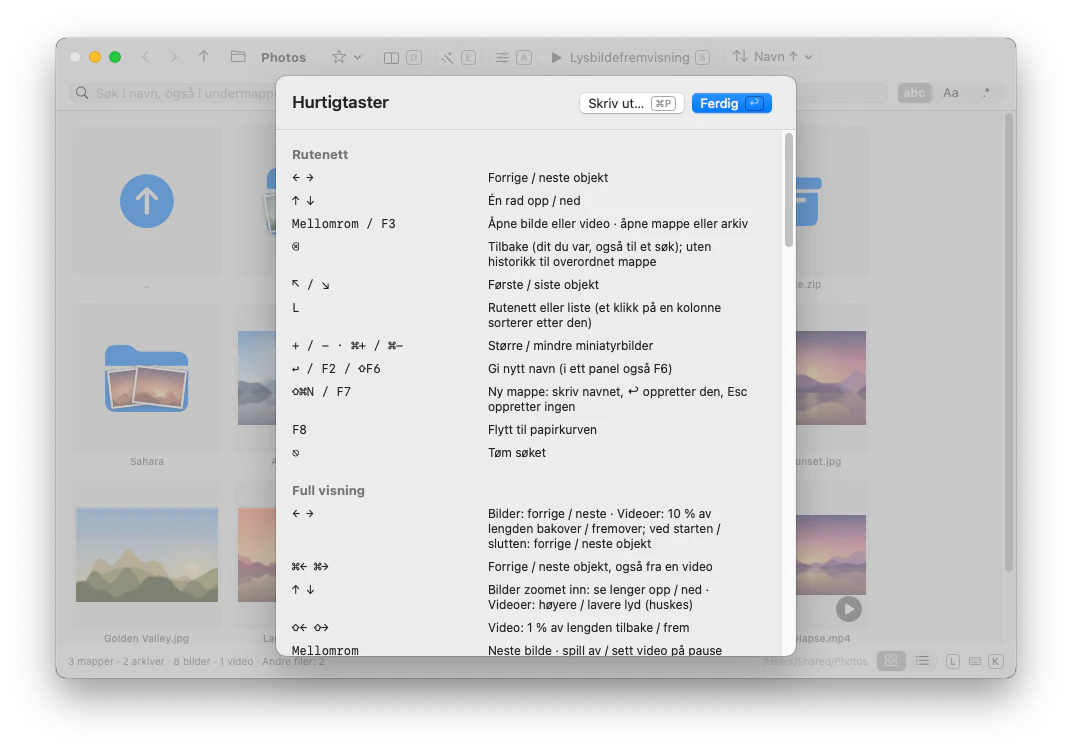 Photos
D
E
A
Lysbildefremvisning S
Navn ↑
Søk i navn, også i undermapp
abc Aa .*
Hurtigtaster
Skriv ut... ⌘P
Ferdig ↩
Rutenett
← → Forrige / neste objekt
↑ ↓ Én rad opp / ned
Mellomrom / F3 Åpne bilde eller video · åpne mappe eller arkiv
⌫ Tilbake (dit du var, også til et søk); uten
historikk til overordnet mappe
↖ / ↘ Første / siste objekt
L Rutenett eller liste (et klikk på en kolonne
sorterer etter den)
+ / − · ⌘+ / ⌘− Større / mindre miniatyrbilder
↩ / F2 / ⇧F6 Gi nytt navn (i ett panel også F6)
⇧⌘N / F7 Ny mappe: skriv navnet, ↩ oppretter den, Esc
oppretter ingen
F8 Flytt til papirkurven
⎋ Tøm søket
Full visning
← → Bilder: forrige / neste · Videoer: 10 % av
lengden bakover / fremover; ved starten /
slutten: forrige / neste objekt
⌘← ⌘→ Forrige / neste objekt, også fra en video
↑ ↓ Bilder zoomet inn: se lenger opp / ned ·
Videoer: høyere / lavere lyd (huskes)
⇧← ⇧→ Video: 1 % av lengden tilbake / frem
Mellomrom Neste bilde · spill av / sett video på pause
..
e.zip
Sahara
A
unset.jpg
Golden Valley.jpg
La
elapse.mp4
3 mapper · 2 arkiver · 8 bilder · 1 video · Andre filer: 2
/Users/Shared/Photos
L
K